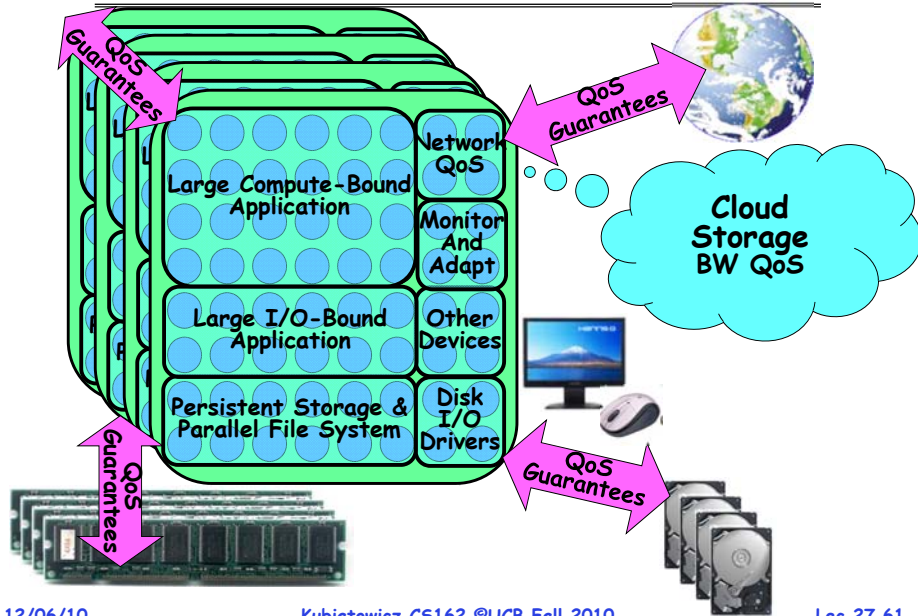 QoS
Guarantees
QoS
Guarantees
Large Compute-Bound
Application
Network
QoS
Monitor
And
Adapt
Cloud
Storage
BW QoS
Large I/O-Bound
Application
Other
Devices
Persistent Storage &
Parallel File System
Disk
I/O
Drivers
QoS
Guarantees
QoS
Guarantees
12/06/10
Kubiatowicz CS162 ©UCB Fall 2010
Lec 27.61